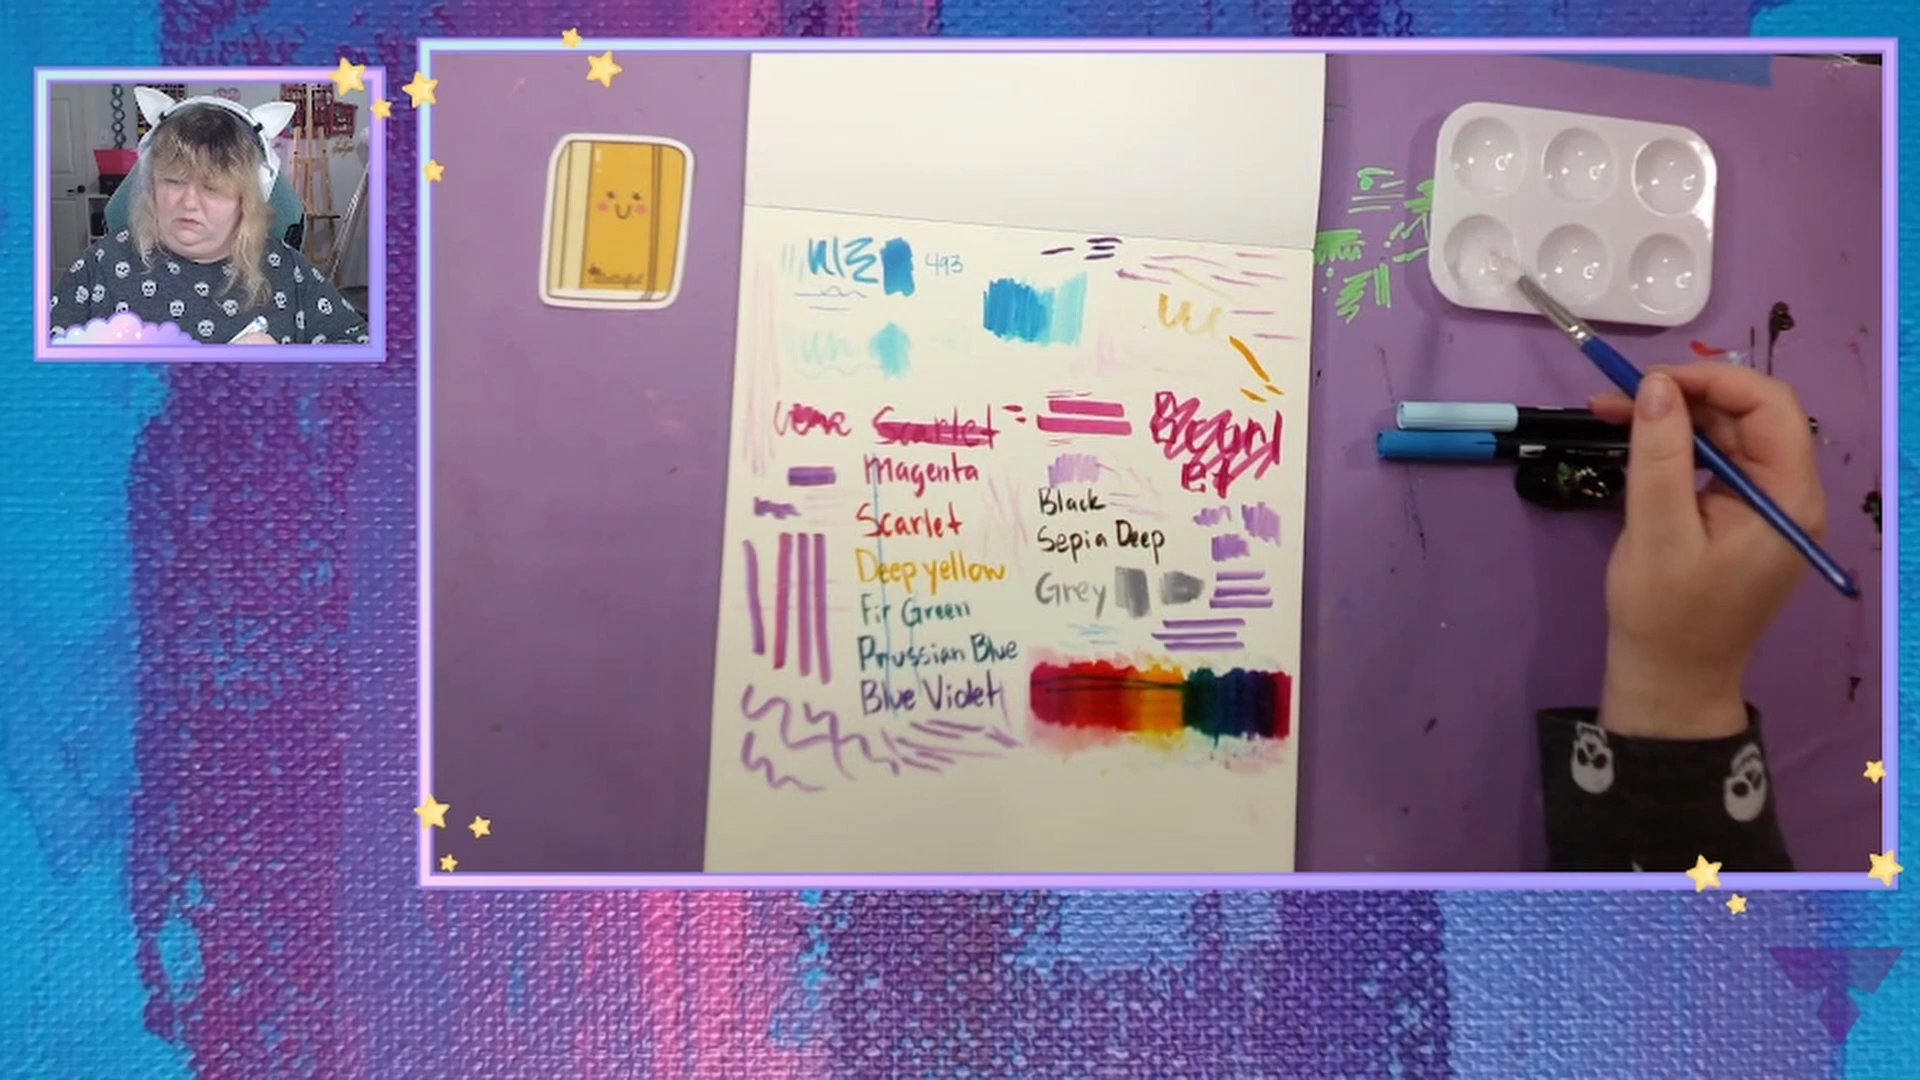 493
Scarlet
Magenta
Scarlet
Deep yellow
Fir Green
Prussian Blue
Blue Violet
Black
Sepia Deep
Grey